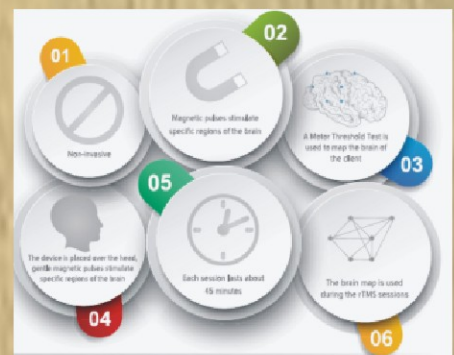 01
Non-invasive
02
Magnetic pulses stimulate
specific regions of the brain
A Motor Threshold Test is
used to map the brain of
the client
03
The device is placed over the head,
gentle magnetic pulses stimulate
specific regions of the brain
04
05
Each session lasts about
45 minutes
The brain map is used
during the rTMS sessions
06